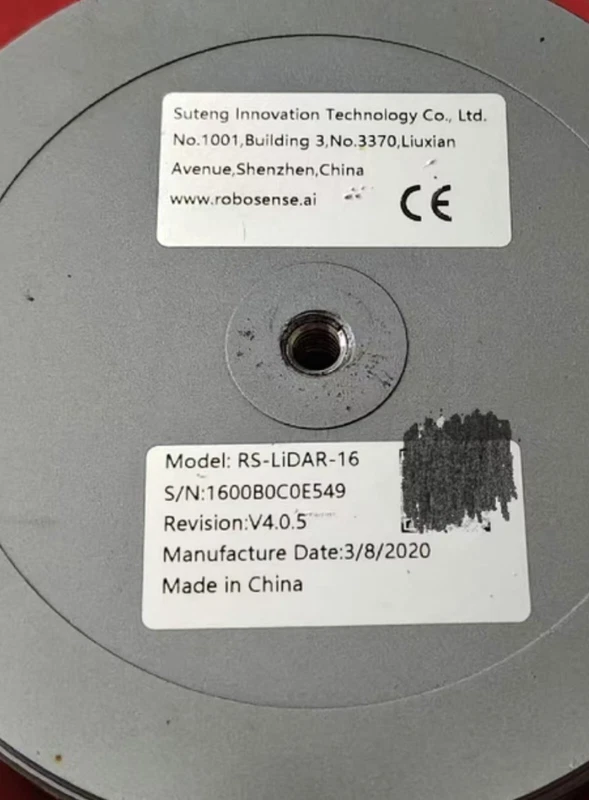 Suteng Innovation Technology Co., Ltd.
No.1001,Building 3,No.3370,Liuxian
Avenue,Shenzhen,China
www.robosense.ai
CE
Model: RS-LiDAR-16
S/N:1600B0C0E549
Revision:V4.0.5
Manufacture Date:3/8/2020
Made in China